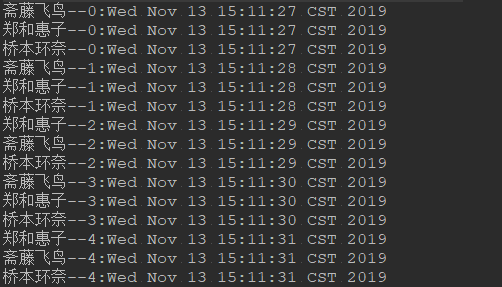 斋藤飞鸟--0:Wed Nov 13 15:11:27 CST 2019
郑和惠子--0:Wed Nov 13 15:11:27 CST 2019
桥本环奈--0:Wed Nov 13 15:11:27 CST 2019
斋藤飞鸟--1:Wed Nov 13 15:11:28 CST 2019
郑和惠子--1:Wed Nov 13 15:11:28 CST 2019
桥本环奈--1:Wed Nov 13 15:11:28 CST 2019
郑和惠子--2:Wed Nov 13 15:11:29 CST 2019
斋藤飞鸟--2:Wed Nov 13 15:11:29 CST 2019
桥本环奈--2:Wed Nov 13 15:11:29 CST 2019
斋藤飞鸟--3:Wed Nov 13 15:11:30 CST 2019
郑和惠子--3:Wed Nov 13 15:11:30 CST 2019
桥本环奈--3:Wed Nov 13 15:11:30 CST 2019
郑和惠子--4:Wed Nov 13 15:11:31 CST 2019
斋藤飞鸟--4:Wed Nov 13 15:11:31 CST 2019
桥本环奈--4:Wed Nov 13 15:11:31 CST 2019